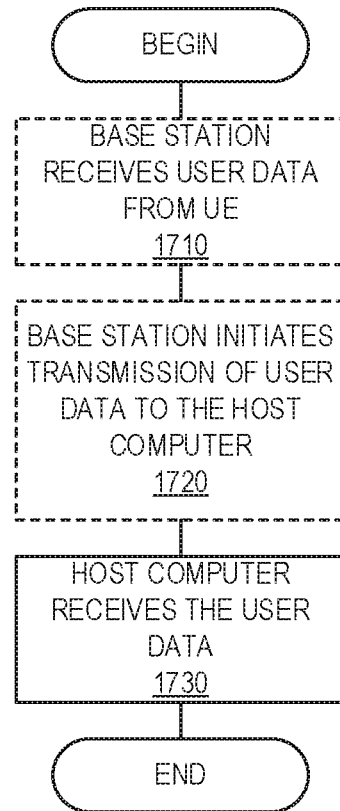 BEGIN
BASE STATION
RECEIVES USER DATA
FROM UE
1710
BASE STATION INITIATES
TRANSMISSION OF USER
DATA TO THE HOST
COMPUTER
1720
HOST COMPUTER
RECEIVES THE USER
DATA
1730
END